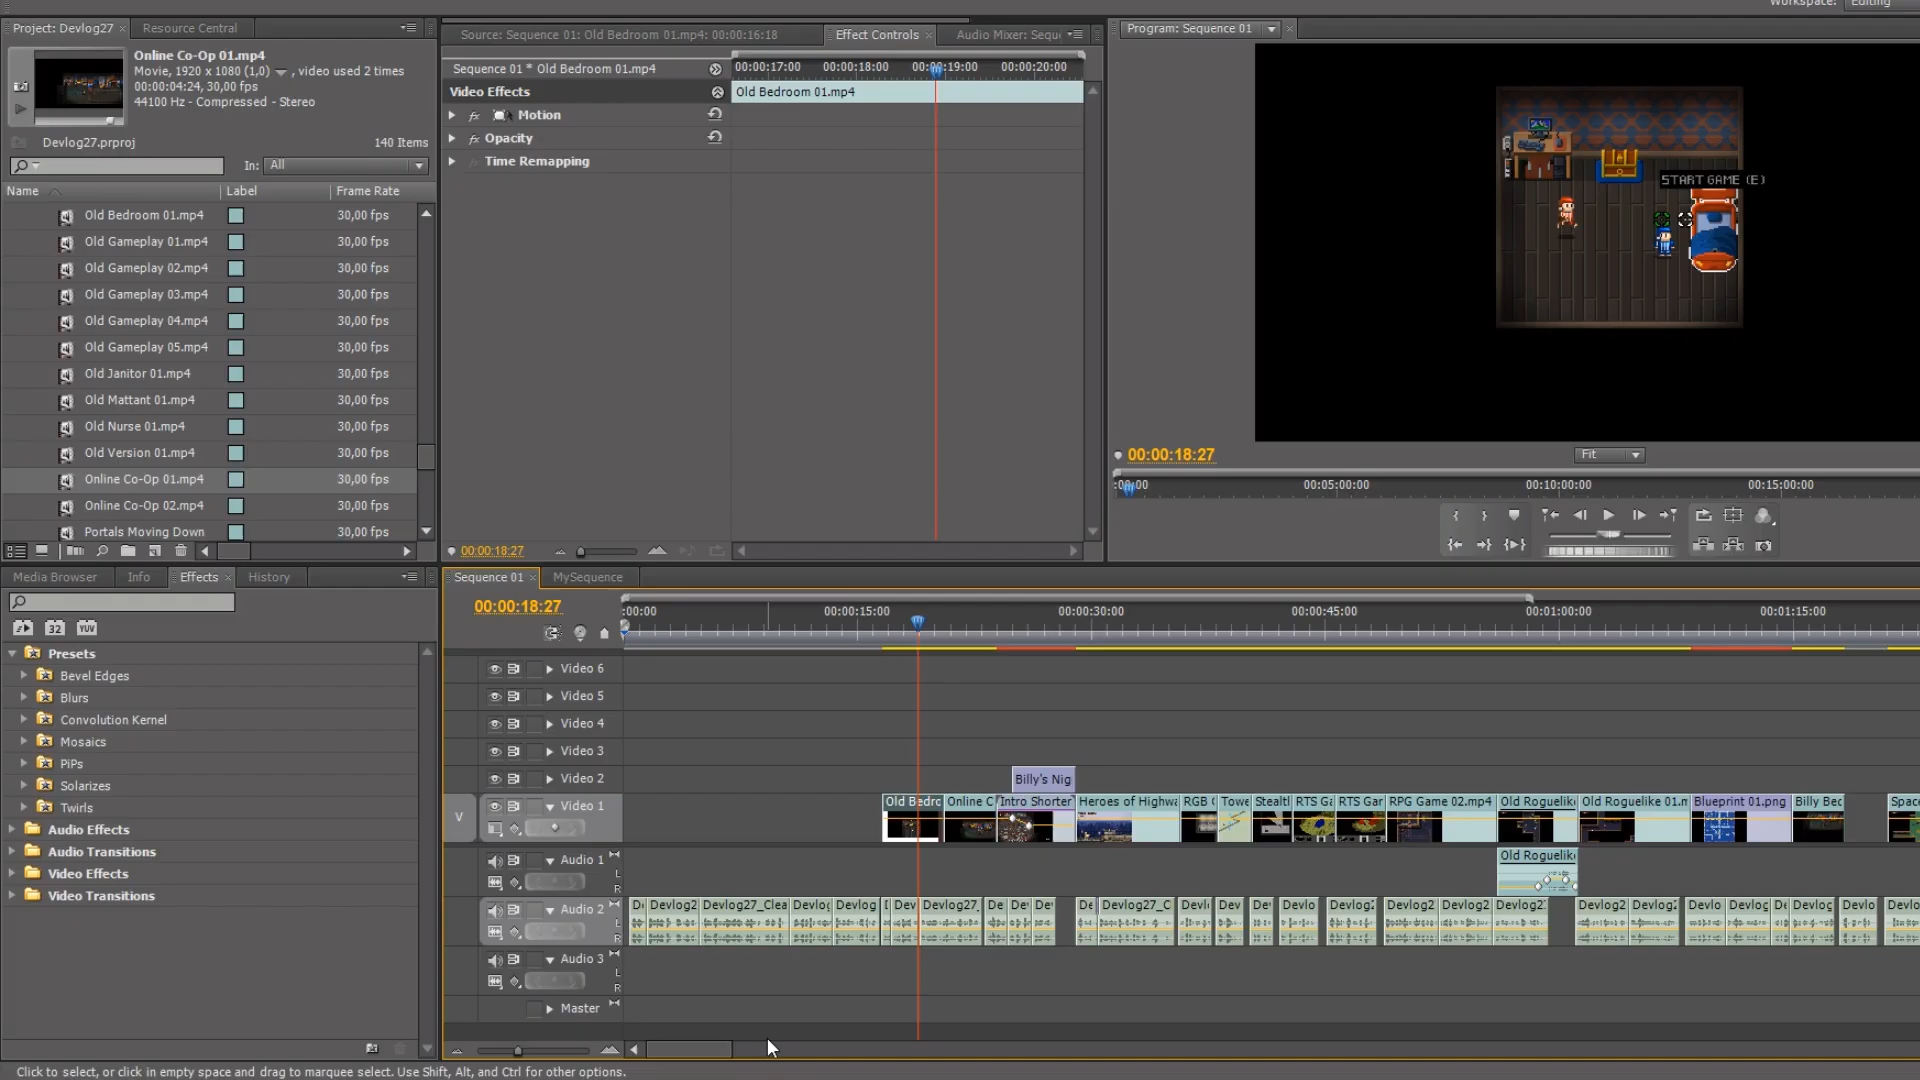 Workspace: Editing
Project: Devlog27 ×
Resource Central
Online Co-Op 01.mp4
Movie, 1920 x 1080 (1,0) , video used 2 times
00:00:04:24, 30,00 fps
44100 Hz - Compressed - Stereo
Devlog27.prproj
140 Items
In: All
Name
Label
Frame Rate
Old Bedroom 01.mp4 30,00 fps
Old Gameplay 01.mp4 30,00 fps
Old Gameplay 02.mp4 30,00 fps
Old Gameplay 03.mp4 30,00 fps
Old Gameplay 04.mp4 30,00 fps
Old Gameplay 05.mp4 30,00 fps
Old Janitor 01.mp4 30,00 fps
Old Mattant 01.mp4 30,00 fps
Old Nurse 01.mp4 30,00 fps
Old Version 01.mp4 30,00 fps
Online Co-Op 01.mp4 30,00 fps
Online Co-Op 02.mp4 30,00 fps
Portals Moving Down 30,00 fps
Source: Sequence 01: Old Bedroom 01.mp4: 00:00:16:18
Effect Controls ×
Audio Mixer: Sequ
Sequence 01 * Old Bedroom 01.mp4
00:00:17:00 00:00:18:00 00:00:19:00 00:00:20:00
Video Effects
Old Bedroom 01.mp4
fx Motion
fx Opacity
Time Remapping
00:00:18:27
Program: Sequence 01 ×
START GAME (E)
00:00:18:27
Fit
:00:00 00:05:00:00 00:10:00:00 00:15:00:00
Media Browser
Info
Effects ×
History
32
YUV
Presets
Bevel Edges
Blurs
Convolution Kernel
Mosaics
PiPs
Solarizes
Twirls
Audio Effects
Audio Transitions
Video Effects
Video Transitions
Sequence 01 ×
MySequence
00:00:18:27
:00:00 00:00:15:00 00:00:30:00 00:00:45:00 00:01:00:00 00:01:15:00
Video 6
Video 5
Video 4
Video 3
Video 2
Billy's Nig
V
Video 1
Old Bedrc Online C Intro Shorter Heroes of Highwa RGB Towe Stealtl RTS Ga RTS Gar RPG Game 02.mp4 Old Roguelik Old Roguelike 01.m Blueprint 01.png Billy Bec Space
Audio 1
L
R
Old Roguelik
Audio 2
L
R
Devlog2 Devlog27_Clea Devlog Devlog Dev Devlog27_ De De De De Devlog27_C Devl Dev De Devlo Devlog Devlog2 Devlog2 Devlog2 Devlog2 Devlog Devlo Devlog De Devlog Devlo Devlo
Audio 3
L
R
Master
Click to select, or click in empty space and drag to marquee select. Use Shift, Alt, and Ctrl for other options.